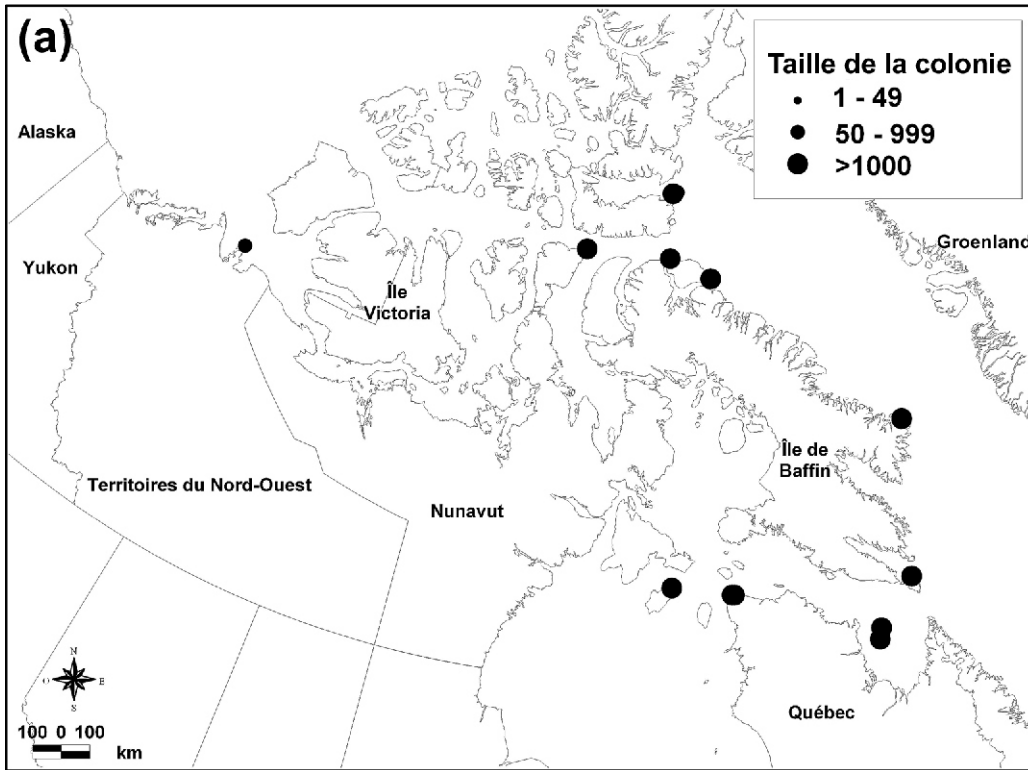 (a)
Taille de la colonie
1 - 49
50 - 999
>1000
Alaska
Yukon
Groenland
Île
Victoria
Île de
Baffin
Territoires du Nord-Ouest
Nunavut
Québec
N
O E
S
100 0 100
km